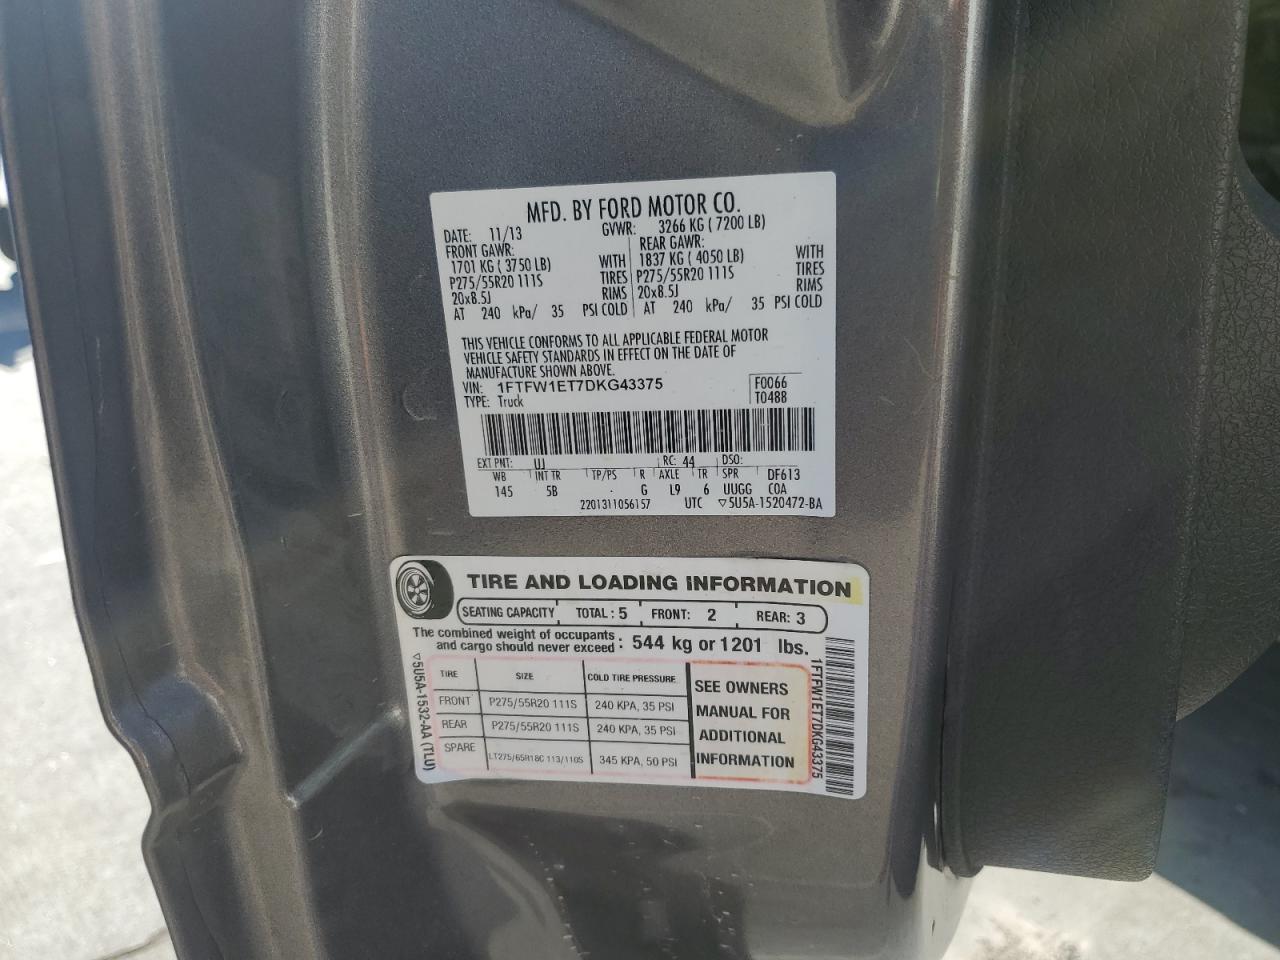 MFD. BY FORD MOTOR CO.
DATE: 11/13 GVWR: 3266 KG ( 7200 LB)
FRONT GAWR: REAR GAWR:
1701 KG ( 3750 LB) WITH 1837 KG ( 4050 LB) WITH
P275/55R20 111S TIRES P275/55R20 111S TIRES
20x8.5J RIMS 20x8.5J RIMS
AT 240 kPa/ 35 PSI COLD AT 240 kPa/ 35 PSI COLD
THIS VEHICLE CONFORMS TO ALL APPLICABLE FEDERAL MOTOR
VEHICLE SAFETY STANDARDS IN EFFECT ON THE DATE OF
MANUFACTURE SHOWN ABOVE.
VIN: 1FTFW1ET7DKG43375 F0066
TYPE: Truck T0488
EXT PNT: UJ RC: 44 DSO:
WB INT TR TP/PS R AXLE TR SPR DF613
145 5B . G L9 6 UUGG COA
2201311056157 UTC ▽5U5A-1520472-BA
TIRE AND LOADING INFORMATION
SEATING CAPACITY TOTAL : 5 FRONT: 2 REAR: 3
The combined weight of occupants
and cargo should never exceed : 544 kg or 1201 lbs.
TIRE SIZE COLD TIRE PRESSURE
FRONT P275/55R20 111S 240 KPA, 35 PSI
REAR P275/55R20 111S 240 KPA, 35 PSI
SPARE LT275/65R18C 113/110S 345 KPA, 50 PSI
SEE OWNERS
MANUAL FOR
ADDITIONAL
INFORMATION
▽5U5A-1532-AA (TLU)
1FTFW1ET7DKG43375